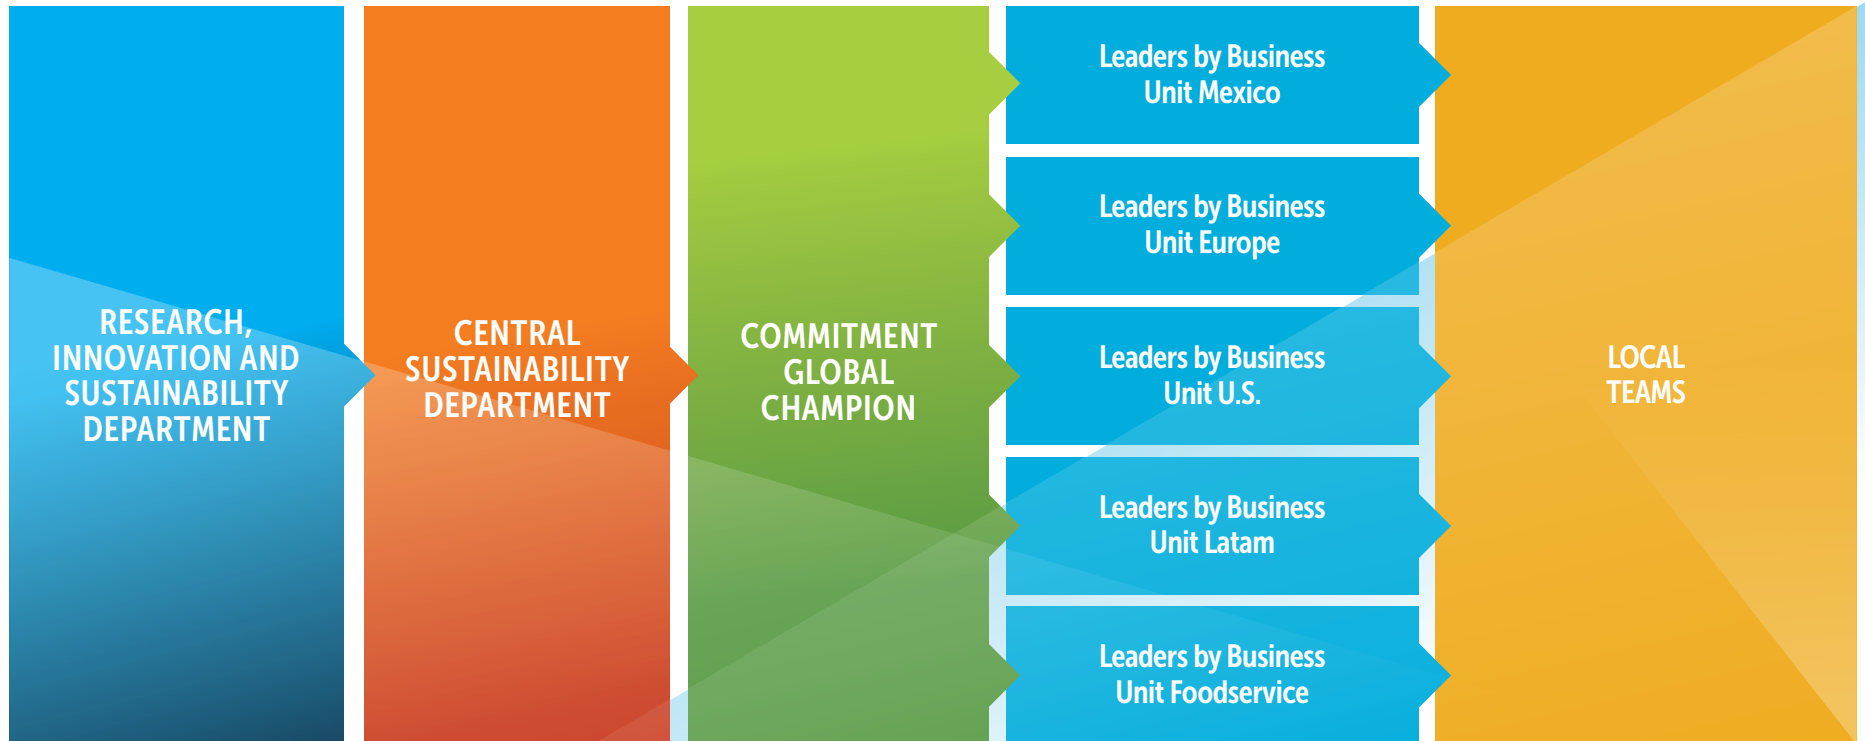 RESEARCH,
INNOVATION AND
SUSTAINABILITY
DEPARTMENT
CENTRAL
SUSTAINABILITY
DEPARTMENT
COMMITMENT
GLOBAL
CHAMPION
Leaders by Business
Unit Mexico
Leaders by Business
Unit Europe
Leaders by Business
Unit U.S.
Leaders by Business
Unit Latam
Leaders by Business
Unit Foodservice
LOCAL
TEAMS